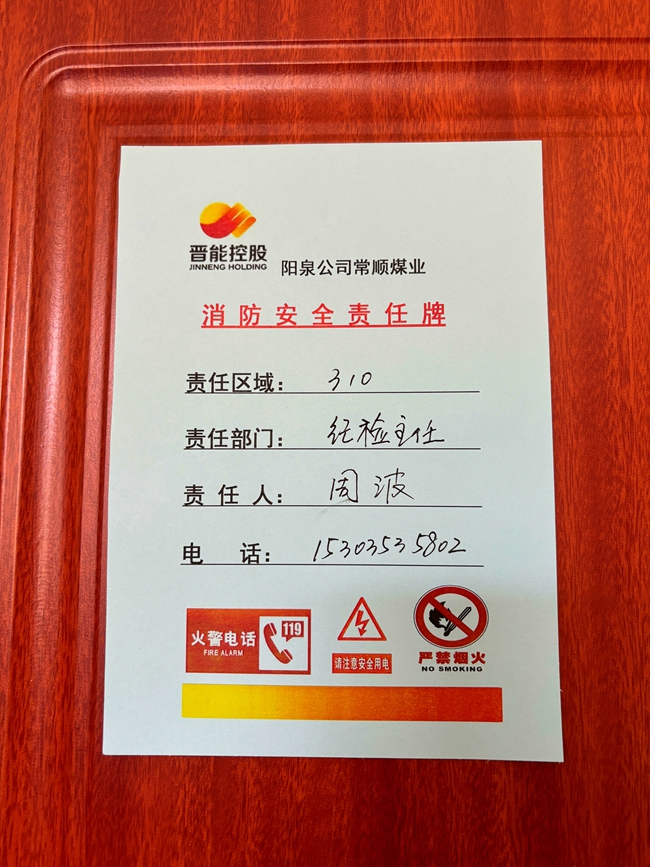 晋能控股
JINNENG HOLDING
阳泉公司常顺煤业
消防安全责任牌
责任区域： 310
责任部门： 纪检主任
责任人： 周波
电话： 15303535802
火警电话 119
FIRE ALARM
请注意安全用电
严禁烟火
NO SMOKING